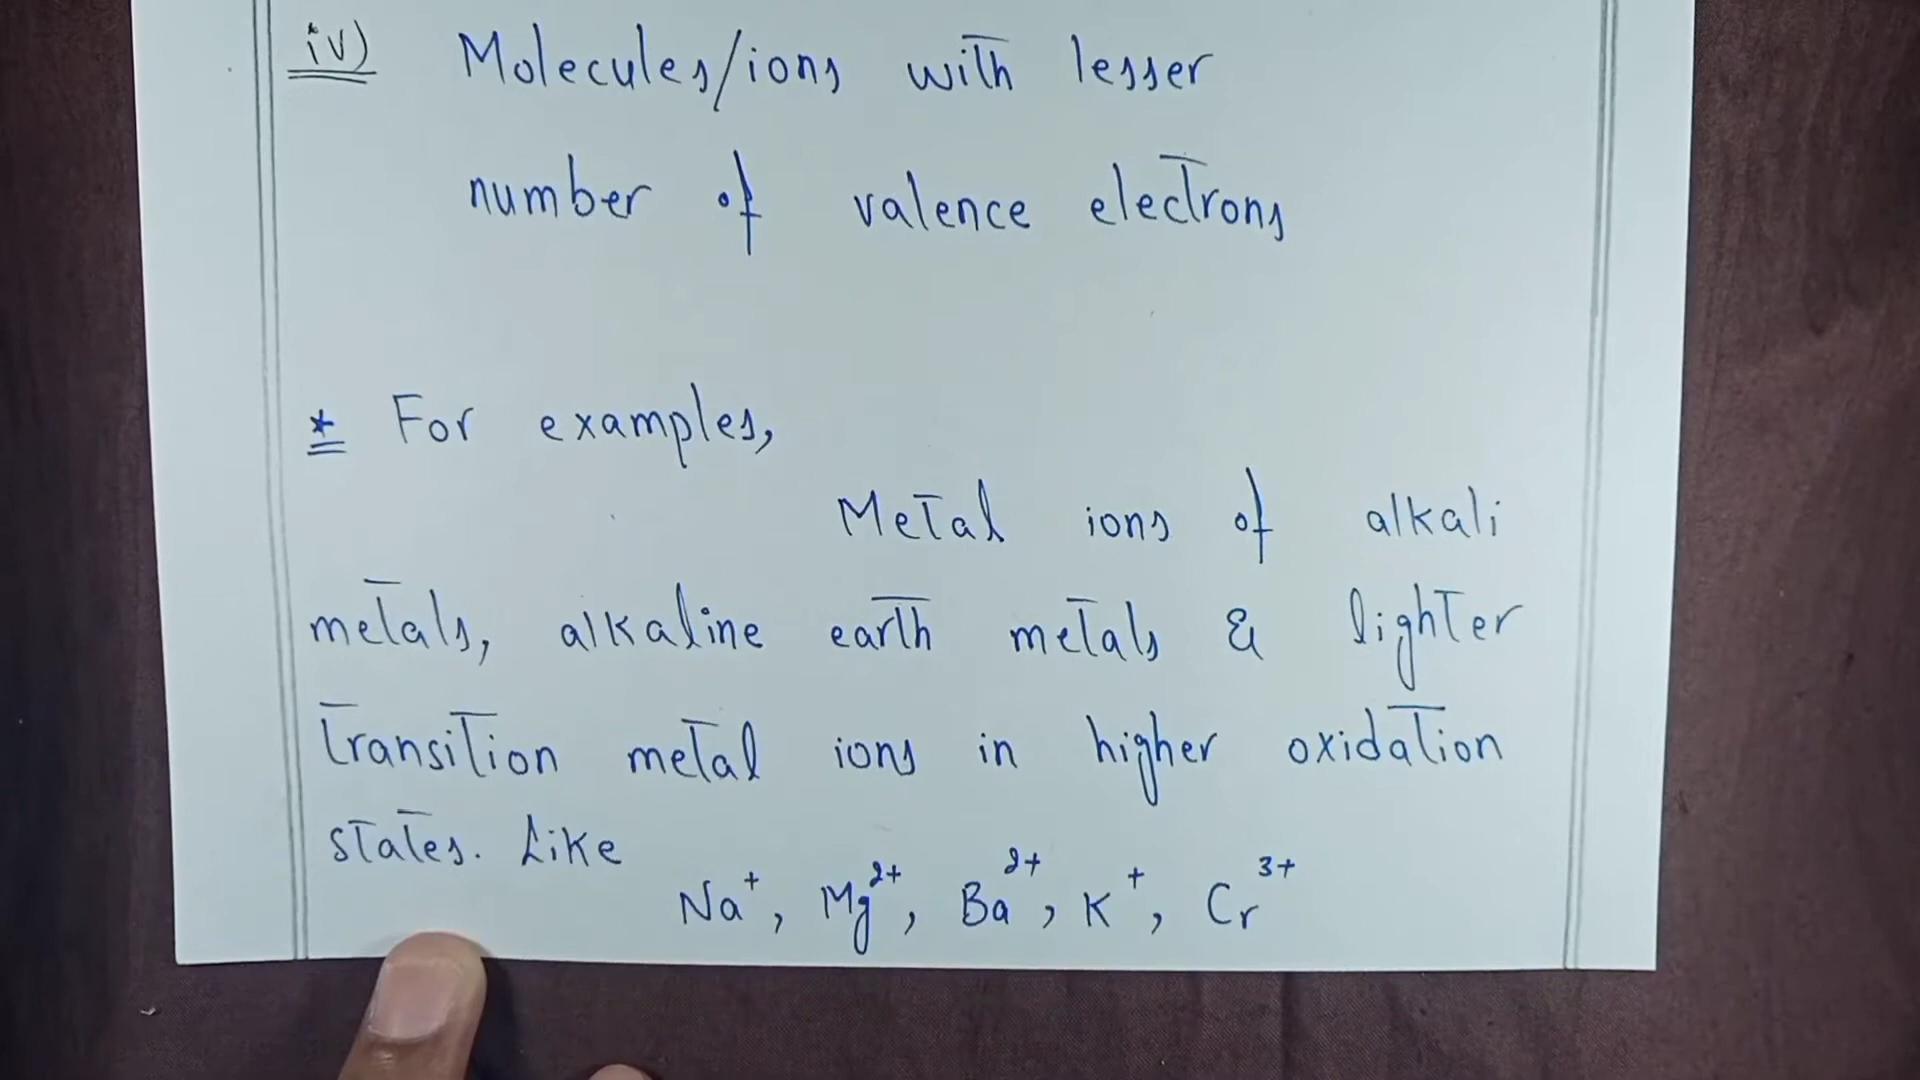 iv) Molecules/ions with lesser
number of valence electrons
* For examples,
Metal ions of alkali
metals, alkaline earth metals & lighter
transition metal ions in higher oxidation
states. Like
Na⁺, Mg²⁺, Ba²⁺, K⁺, Cr³⁺